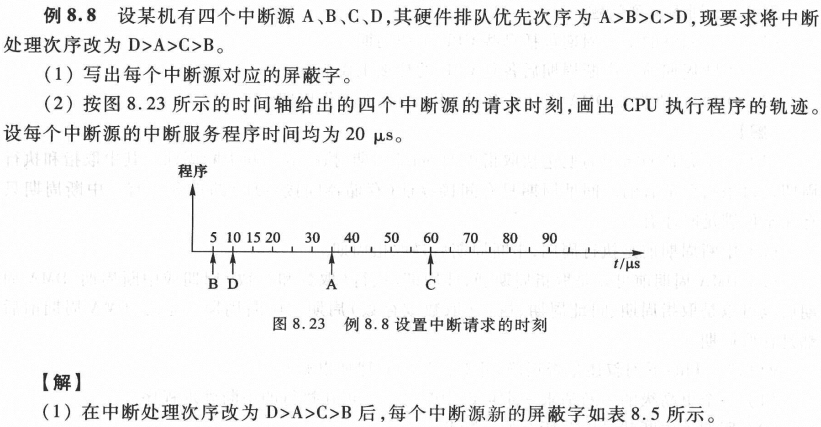 例 8.8 设某机有四个中断源 A、B、C、D,其硬件排队优先次序为 A>B>C>D,现要求将中断
处理次序改为 D>A>C>B。
(1) 写出每个中断源对应的屏蔽字。
(2) 按图 8.23 所示的时间轴给出的四个中断源的请求时刻,画出 CPU 执行程序的轨迹。
设每个中断源的中断服务程序时间均为 20 μs。
程序
5 10 15 20 30 40 50 60 70 80 90
t/μs
B D A C
图 8.23 例 8.8 设置中断请求的时刻
【解】
(1) 在中断处理次序改为 D>A>C>B 后,每个中断源新的屏蔽字如表 8.5 所示。